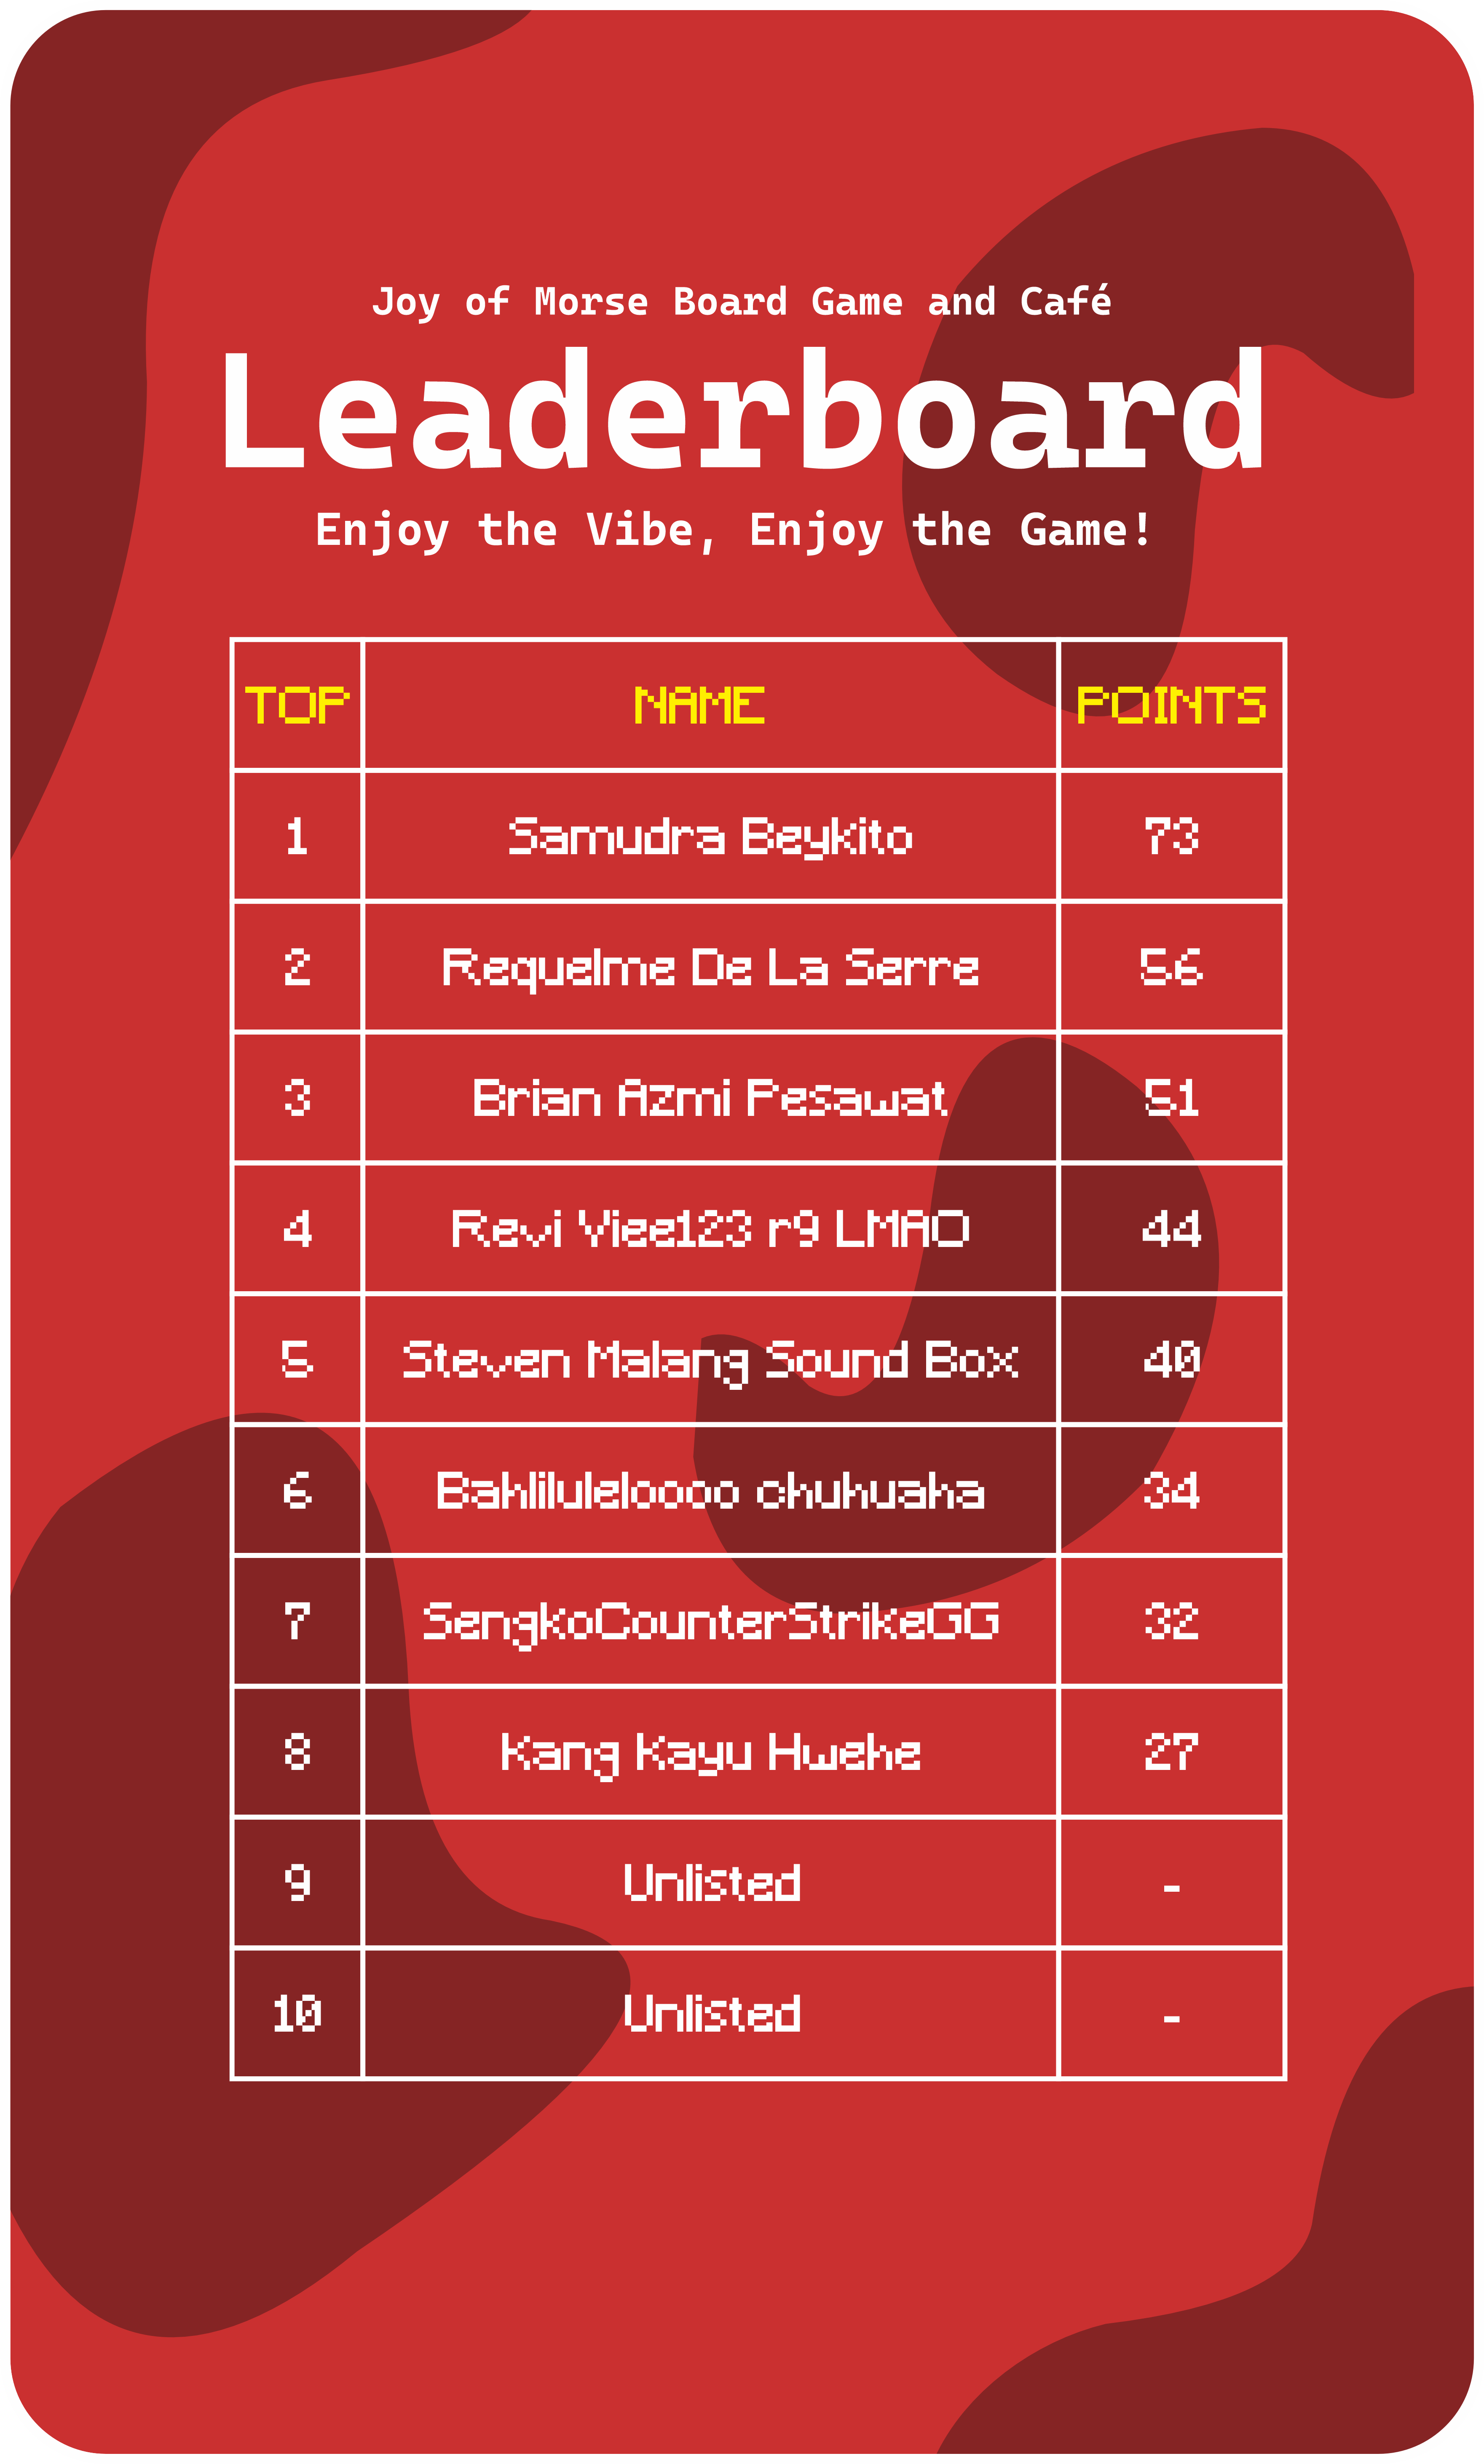 Joy of Morse Board Game and Café
Leaderboard
Enjoy the Vibe, Enjoy the Game!
TOP NAME POINTS
1 Samudra Beykito 73
2 Requelme De La Serre 56
3 Brian Azmi Pesawat 51
4 Revi Viee123 r9 LMAO 44
5 Steven Malang Sound Box 40
6 Baklilululeloooo ckukuaka 34
7 SengkoCounterStrikeGG 32
8 Kang Kayu Hwehe 27
9 Unlisted -
10 Unlisted -